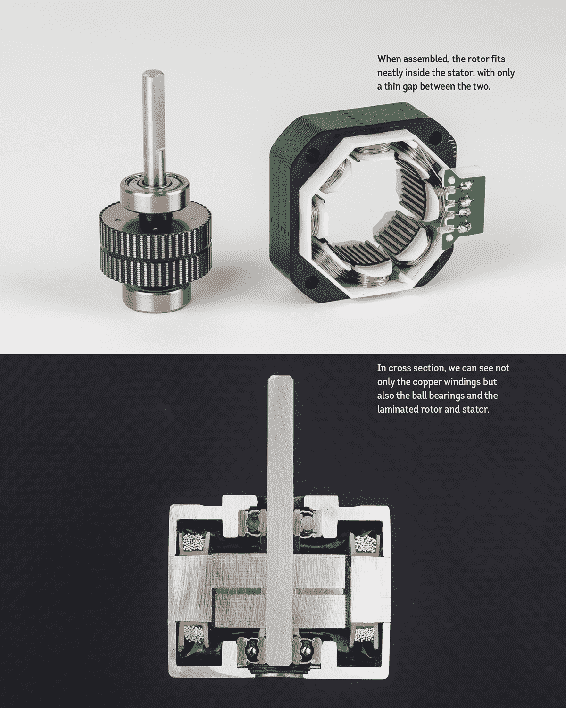 When assembled, the rotor fits
neatly inside the stator, with only
a thin gap between the two.
In cross section, we can see not
only the copper windings but
also the ball bearings and the
laminated rotor and stator.